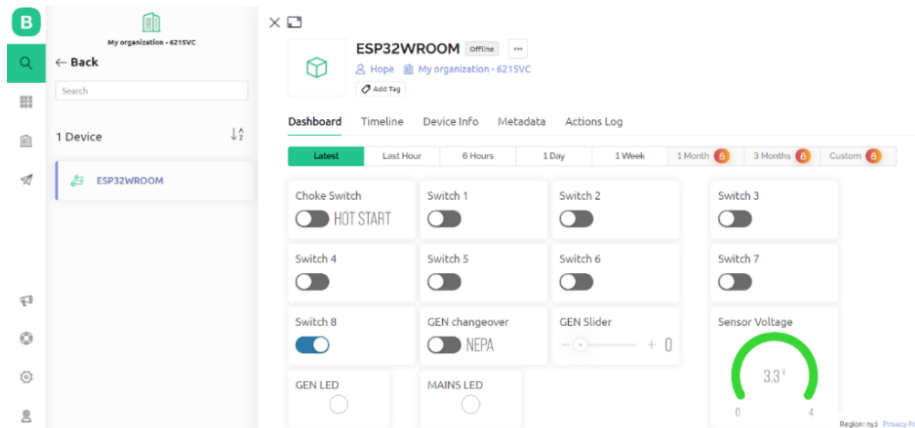 B
My organization - 6215VC
← Back
Search
1 Device
ESP32WROOM
ESP32WROOM Offline ...
Hope My organization - 6215VC
Add Tag
Dashboard Timeline Device Info Metadata Actions Log
Latest Last Hour 6 Hours 1 Day 1 Week 1 Month 3 Months Custom
Choke Switch Switch 1 Switch 2 Switch 3
HOT START
Switch 4 Switch 5 Switch 6 Switch 7
Switch 8 GEN changeover GEN Slider Sensor Voltage
NEPA − + 0
3.3
GEN LED MAINS LED
0 4
Region: ny3